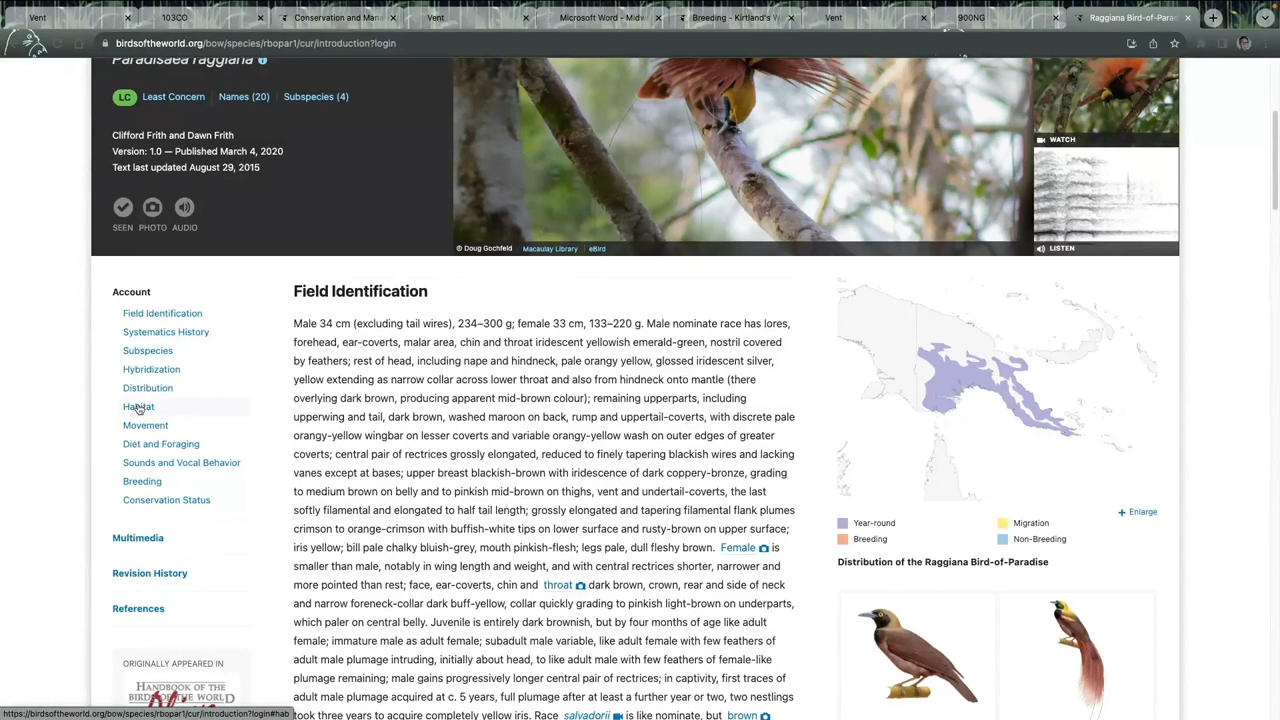 Vent
103CO
Conservation and Man
Vent
Microsoft Word - Midw
Breeding - Kirtland's W
Vent
900NG
Raggiana Bird-of-Para
birdsoftheworld.org/bow/species/rbopar1/cur/introduction?login
Paradisaea raggiana
LC Least Concern Names (20) Subspecies (4)
Clifford Frith and Dawn Frith
Version: 1.0 — Published March 4, 2020
Text last updated August 29, 2015
SEEN PHOTO AUDIO
© Doug Gochfeld Macaulay Library eBird
WATCH
LISTEN
Account
Field Identification
Systematics History
Subspecies
Hybridization
Distribution
Habitat
Movement
Diet and Foraging
Sounds and Vocal Behavior
Breeding
Conservation Status
Multimedia
Revision History
References
ORIGINALLY APPEARED IN
HANDBOOK OF THE
BIRDS OF THE WORLD
Field Identification
Male 34 cm (excluding tail wires), 234–300 g; female 33 cm, 133–220 g. Male nominate race has lores,
forehead, ear-coverts, malar area, chin and throat iridescent yellowish emerald-green, nostril covered
by feathers; rest of head, including nape and hindneck, pale orangy yellow, glossed iridescent silver,
yellow extending as narrow collar across lower throat and also from hindneck onto mantle (there
overlying dark brown, producing apparent mid-brown colour); remaining upperparts, including
upperwing and tail, dark brown, washed maroon on back, rump and uppertail-coverts, with discrete pale
orangy-yellow wingbar on lesser coverts and variable orangy-yellow wash on outer edges of greater
coverts; central pair of rectrices grossly elongated, reduced to finely tapering blackish wires and lacking
vanes except at bases; upper breast blackish-brown with iridescence of dark coppery-bronze, grading
to medium brown on belly and to pinkish mid-brown on thighs, vent and undertail-coverts, the last
softly filamental and elongated to half tail length; grossly elongated and tapering filamental flank plumes
crimson to orange-crimson with buffish-white tips on lower surface and rusty-brown on upper surface;
iris yellow; bill pale chalky bluish-grey, mouth pinkish-flesh; legs pale, dull fleshy brown. Female is
smaller than male, notably in wing length and weight, and with central rectrices shorter, narrower and
more pointed than rest; face, ear-coverts, chin and throat dark brown, crown, rear and side of neck
and narrow foreneck-collar dark buff-yellow, collar quickly grading to pinkish light-brown on underparts,
which paler on central belly. Juvenile is entirely dark brownish, but by four months of age like adult
female; immature male as adult female; subadult male variable, like adult female with few feathers of
adult male plumage intruding, initially about head, to like adult male with few feathers of female-like
plumage remaining; male gains progressively longer central pair of rectrices; in captivity, first traces of
adult male plumage acquired at c. 5 years, full plumage after at least a further year or two, two nestlings
took three years to acquire completely yellow iris. Race salvadorii is like nominate, but brown
+ Enlarge
Year-round
Migration
Breeding
Non-Breeding
Distribution of the Raggiana Bird-of-Paradise
https://birdsoftheworld.org/bow/species/rbopar1/cur/introduction?login#hab